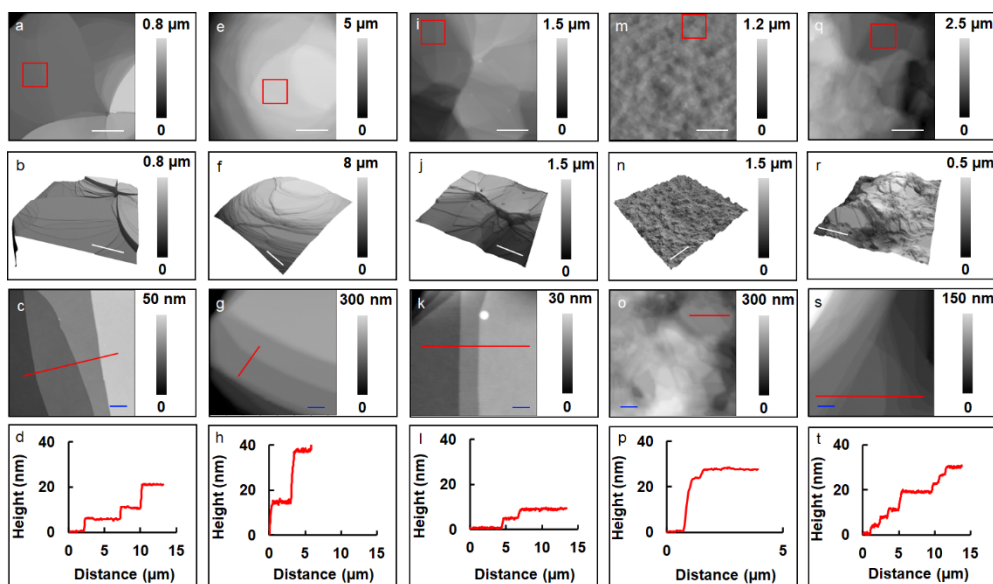 a 0.8 µm 0
e 5 µm 0
i 1.5 µm 0
m 1.2 µm 0
q 2.5 µm 0
b 0.8 µm 0
f 8 µm 0
j 1.5 µm 0
n 1.5 µm 0
r 0.5 µm 0
c 50 nm 0
g 300 nm 0
k 30 nm 0
o 300 nm 0
s 150 nm 0
d
40
20
0
Height (nm)
0 5 10 15
Distance (µm)
h
40
20
0
Height (nm)
0 5 10 15
Distance (µm)
l
40
20
0
Height (nm)
0 5 10 15
Distance (µm)
p
40
20
0
Height (nm)
0 5
Distance (µm)
t
40
20
0
Height (nm)
0 5 10 15
Distance (µm)